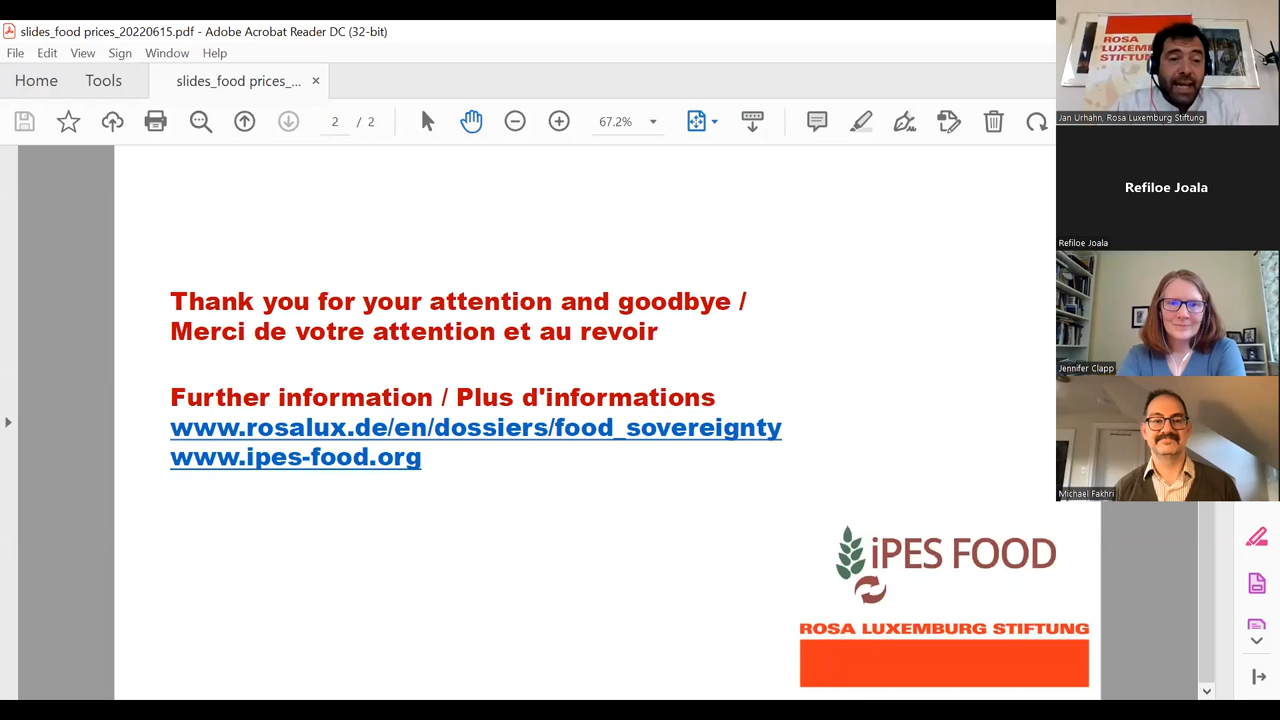 slides_food prices_20220615.pdf - Adobe Acrobat Reader DC (32-bit)
File Edit View Sign Window Help
Home Tools slides_food prices_... ×
2 / 2 67.2%
Thank you for your attention and goodbye /
Merci de votre attention et au revoir
Further information / Plus d'informations
www.rosalux.de/en/dossiers/food_sovereignty
www.ipes-food.org
iPES FOOD
ROSA LUXEMBURG STIFTUNG
ROSA
LUXEMBURG
STIFTUNG
Jan Urhahn, Rosa Luxemburg Stiftung
Refiloe Joala
Refiloe Joala
Jennifer Clapp
Michael Fakhri